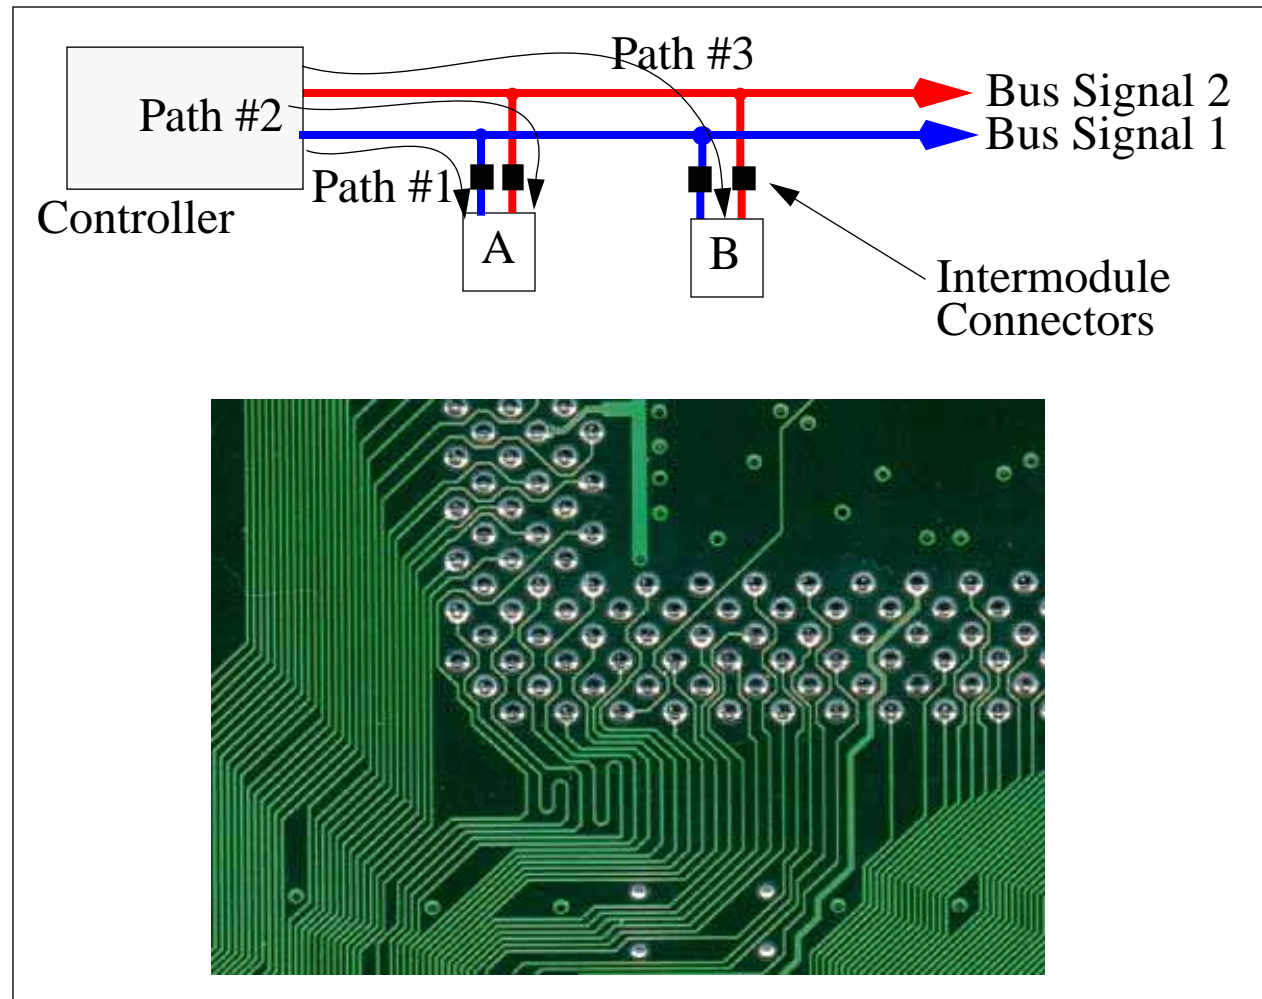 Path #3
Bus Signal 2
Path #2
Bus Signal 1
Path #1
Controller
A
B
Intermodule
Connectors